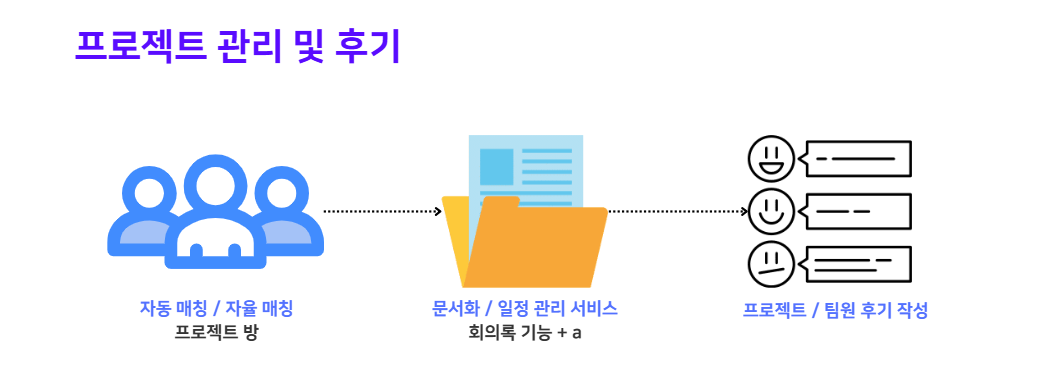 프로젝트 관리 및 후기
자동 매칭 / 자율 매칭
프로젝트 방
문서화 / 일정 관리 서비스
회의록 기능 + a
프로젝트 / 팀원 후기 작성